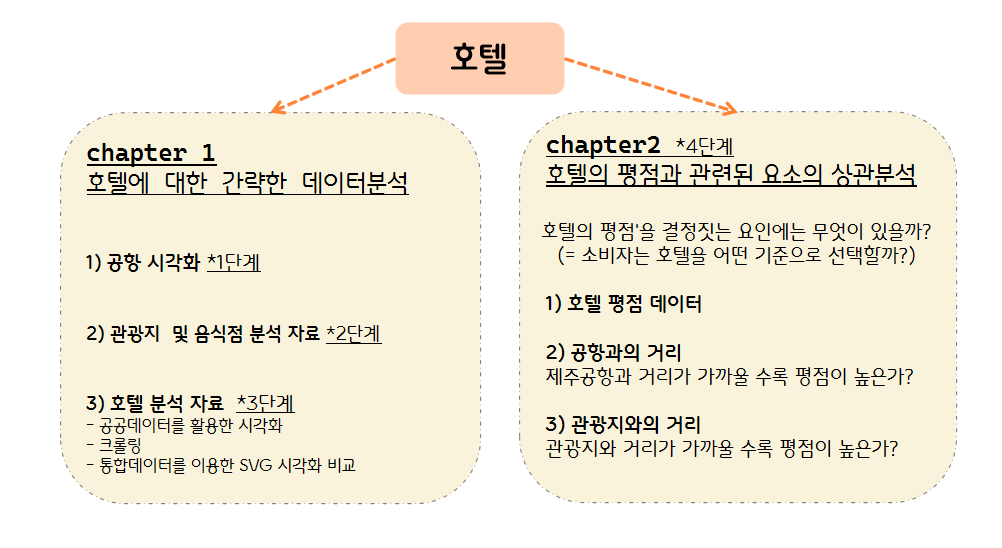 호텔
chapter 1
호텔에 대한 간략한 데이터분석
1) 공항 시각화 *1단계
2) 관광지 및 음식점 분석 자료 *2단계
3) 호텔 분석 자료 *3단계
- 공공데이터를 활용한 시각화
- 크롤링
- 통합데이터를 이용한 SVG 시각화 비교
chapter2 *4단계
호텔의 평점과 관련된 요소의 상관분석
호텔의 평점'을 결정짓는 요인에는 무엇이 있을까?
(= 소비자는 호텔을 어떤 기준으로 선택할까?)
1) 호텔 평점 데이터
2) 공항과의 거리
제주공항과 거리가 가까울 수록 평점이 높은가?
3) 관광지와의 거리
관광지와 거리가 가까울 수록 평점이 높은가?